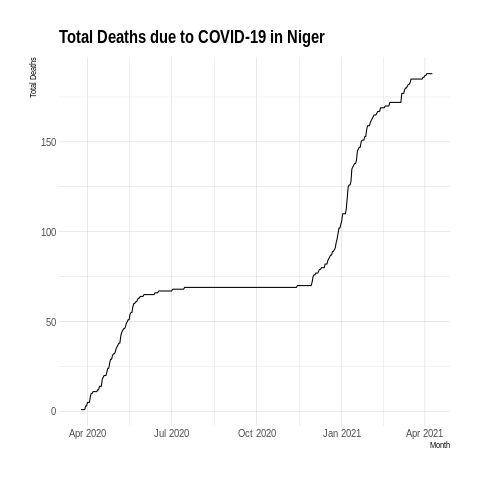 Total Deaths due to COVID-19 in Niger
Total Deaths
150
100
50
0
Apr 2020 Jul 2020 Oct 2020 Jan 2021 Apr 2021
Month